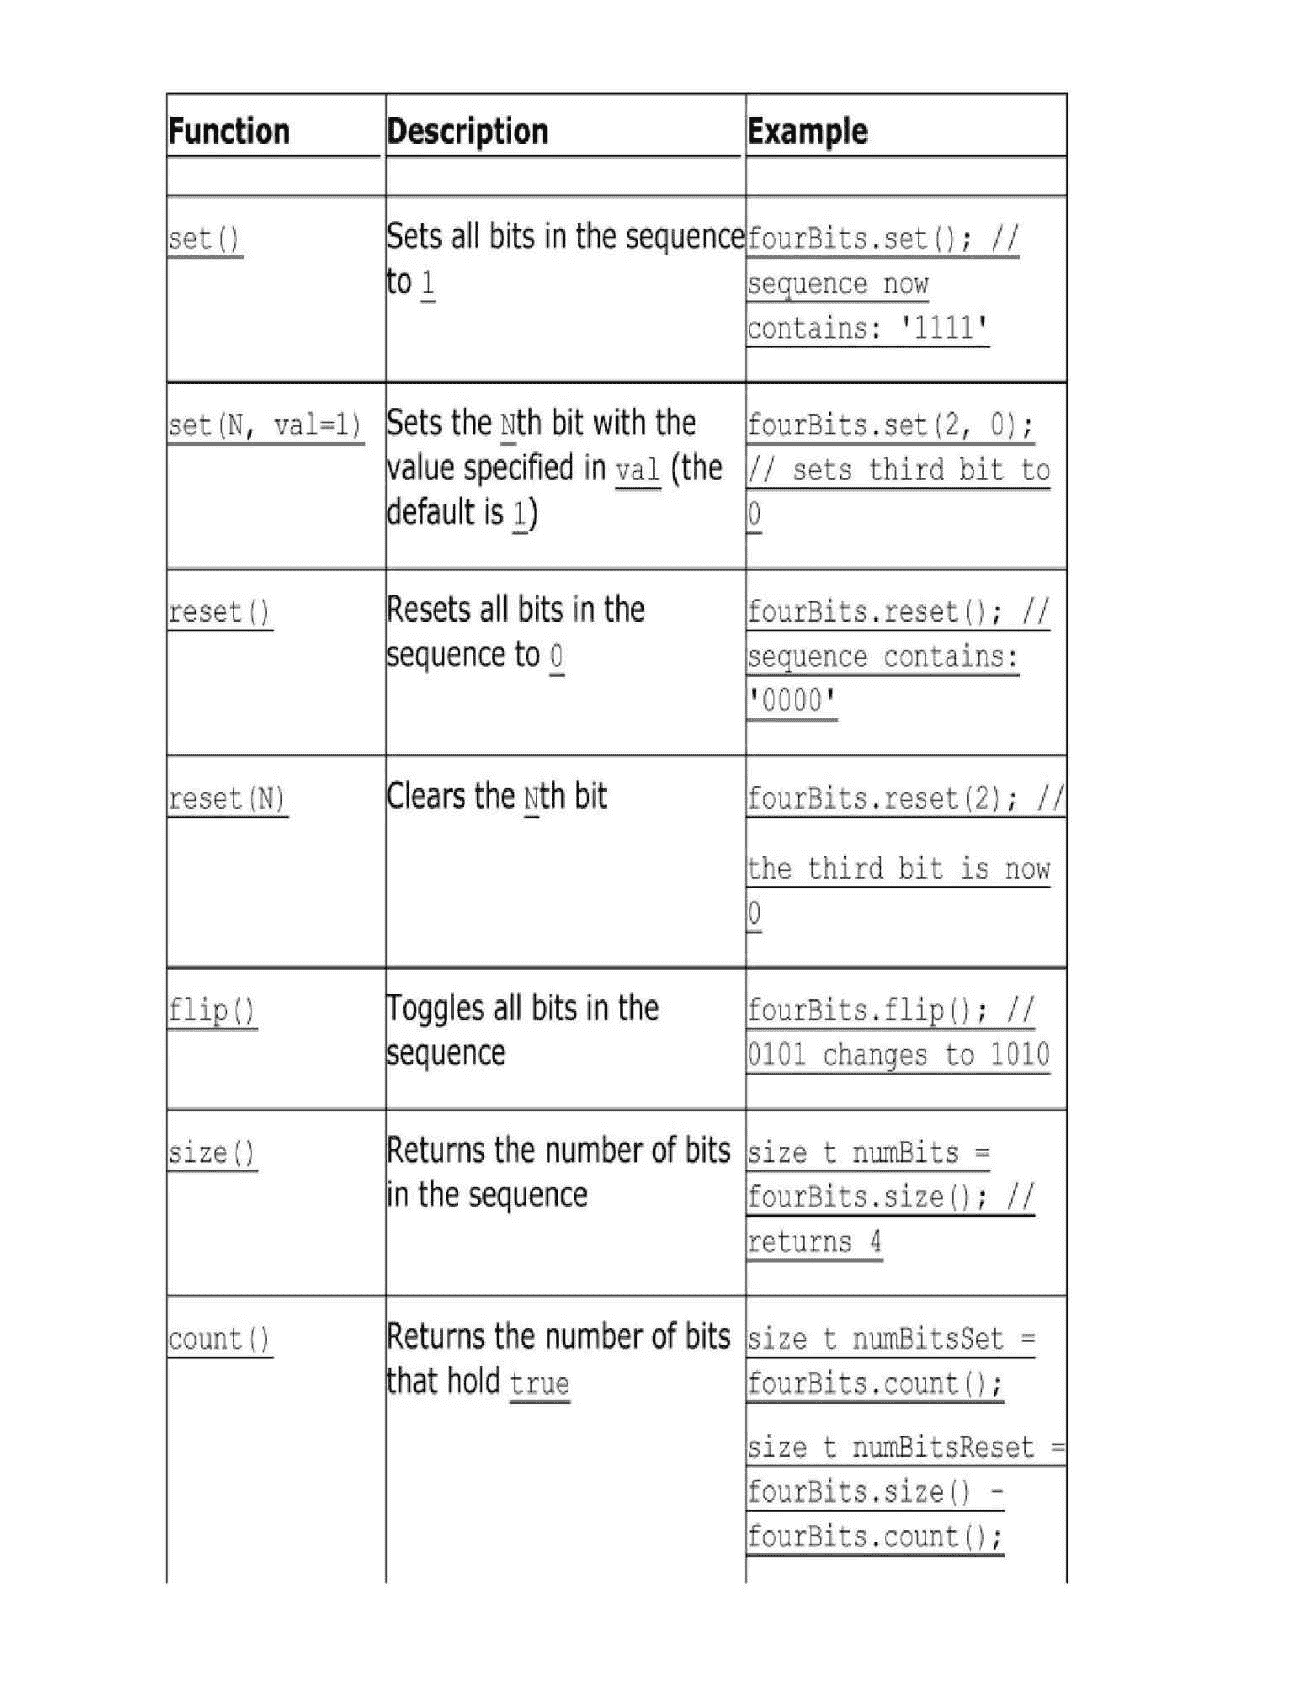 Function Description Example
set() Sets all bits in the sequence fourBits.set(); //
to 1 sequence now
contains: '1111'
set(N, val=1) Sets the Nth bit with the fourBits.set(2, 0);
value specified in val (the // sets third bit to
default is 1) 0
reset() Resets all bits in the fourBits.reset(); //
sequence to 0 sequence contains:
'0000'
reset(N) Clears the Nth bit fourBits.reset(2); //
the third bit is now
0
flip() Toggles all bits in the fourBits.flip(); //
sequence 0101 changes to 1010
size() Returns the number of bits size t numBits =
in the sequence fourBits.size(); //
returns 4
count() Returns the number of bits size t numBitsSet =
that hold true fourBits.count();
size t numBitsReset =
fourBits.size() -
fourBits.count();